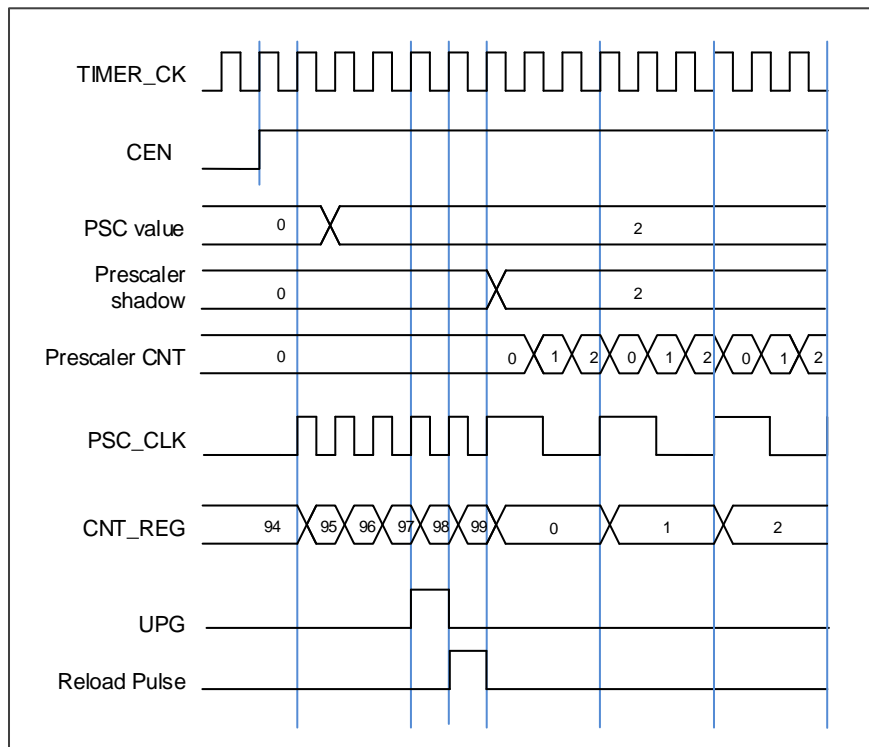 TIMER_CK
CEN
PSC value 0 2
Prescaler
shadow 0 2
Prescaler CNT 0 0 1 2 0 1 2 0 1 2
PSC_CLK
CNT_REG 94 95 96 97 98 99 0 1 2
UPG
Reload Pulse